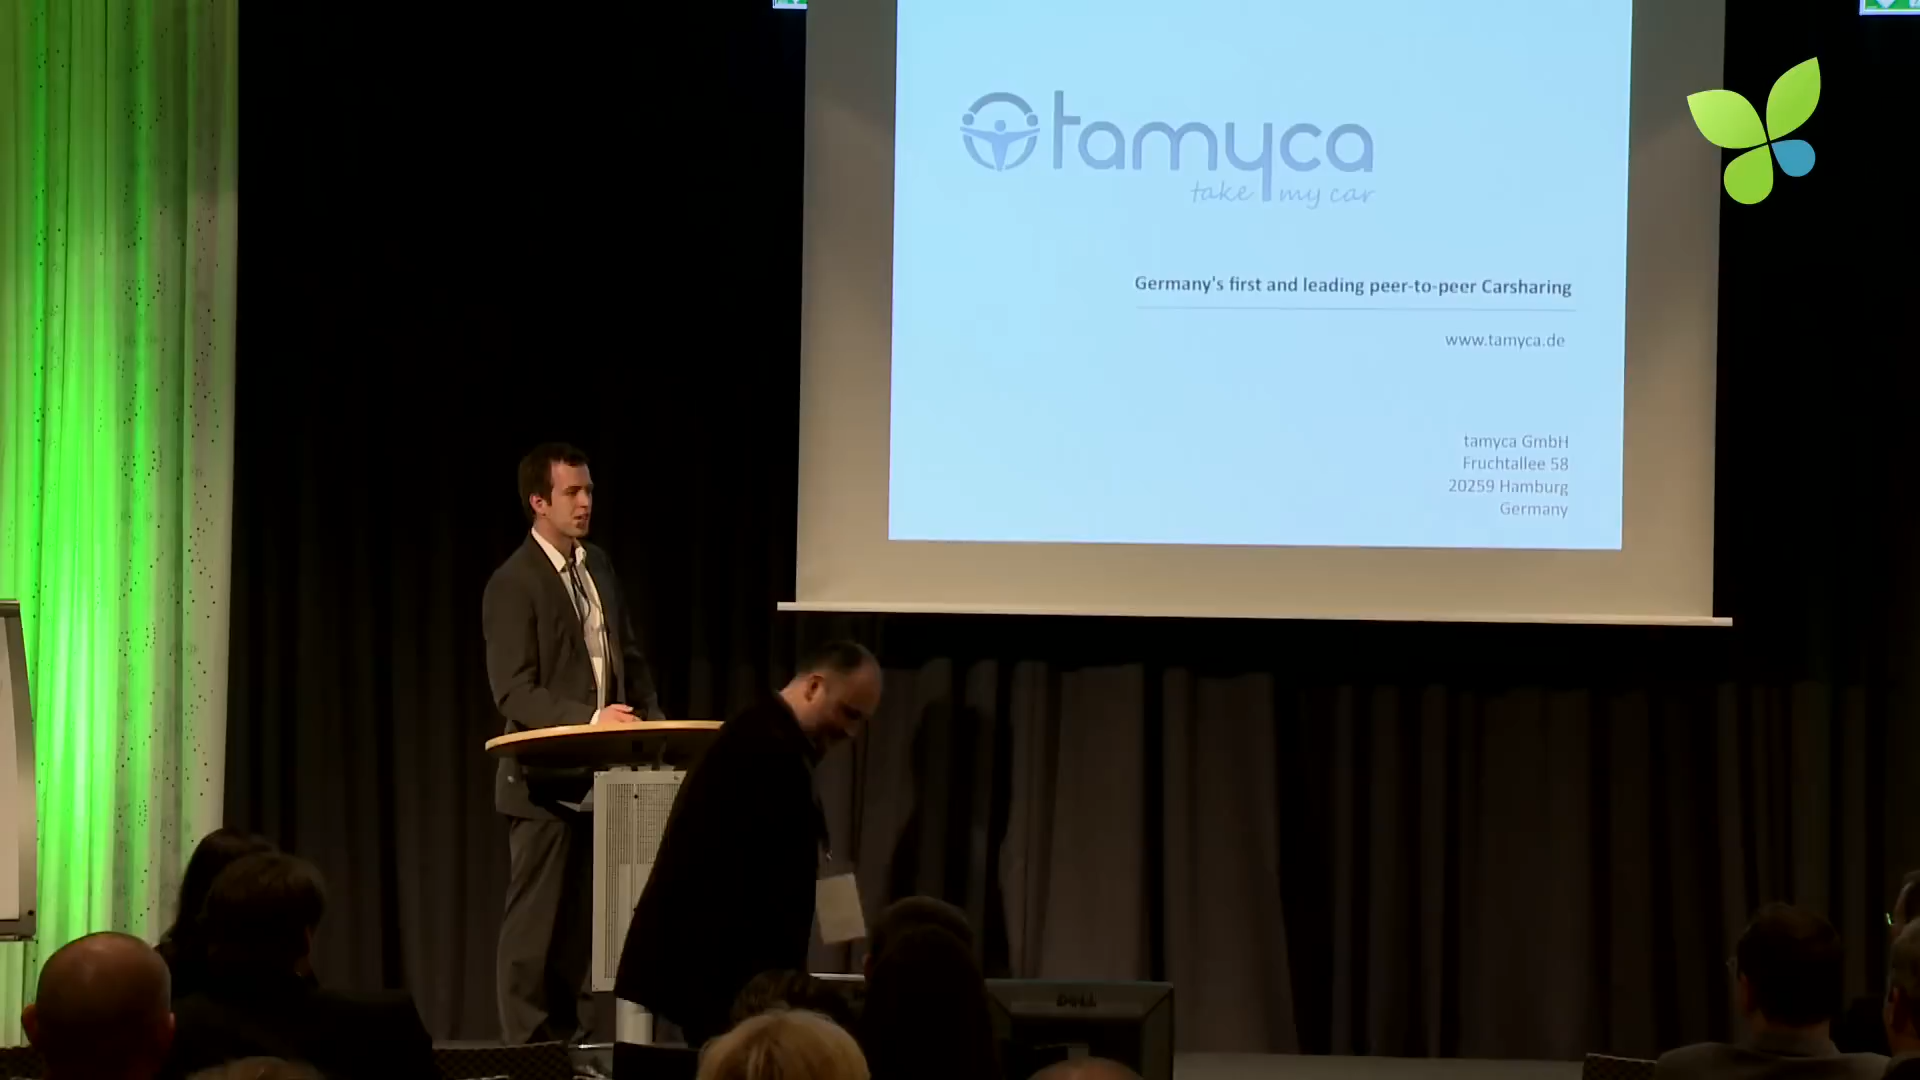 tamyca
take my car
Germany's first and leading peer-to-peer Carsharing
www.tamyca.de
tamyca GmbH
Fruchtallee 58
20259 Hamburg
Germany
DELL